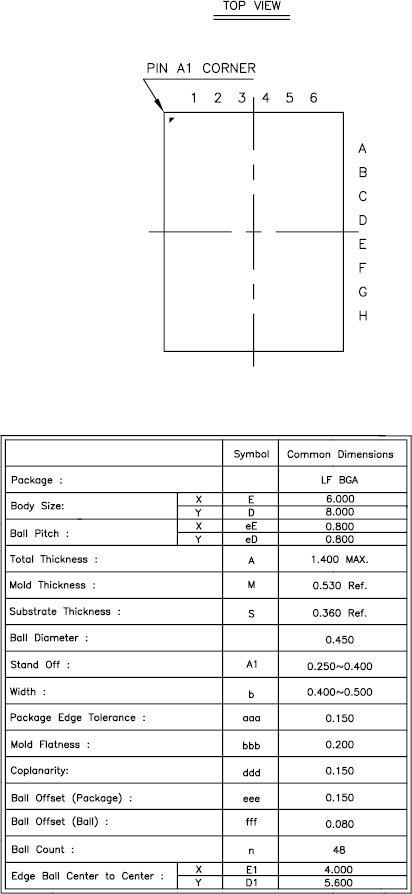 TOP VIEW
PIN A1 CORNER
1 2 3 4 5 6
A
B
C
D
E
F
G
H
Symbol Common Dimensions
Package : LF BGA
Body Size: X E 6.000
Y D 8.000
Ball Pitch : X eE 0.800
Y eD 0.800
Total Thickness : A 1.400 MAX.
Mold Thickness : M 0.530 Ref.
Substrate Thickness : S 0.360 Ref.
Ball Diameter : 0.450
Stand Off : A1 0.250~0.400
Width : b 0.400~0.500
Package Edge Tolerance : aaa 0.150
Mold Flatness : bbb 0.200
Coplanarity: ddd 0.150
Ball Offset (Package) : eee 0.150
Ball Offset (Ball) : fff 0.080
Ball Count : n 48
Edge Ball Center to Center : X E1 4.000
Y D1 5.600